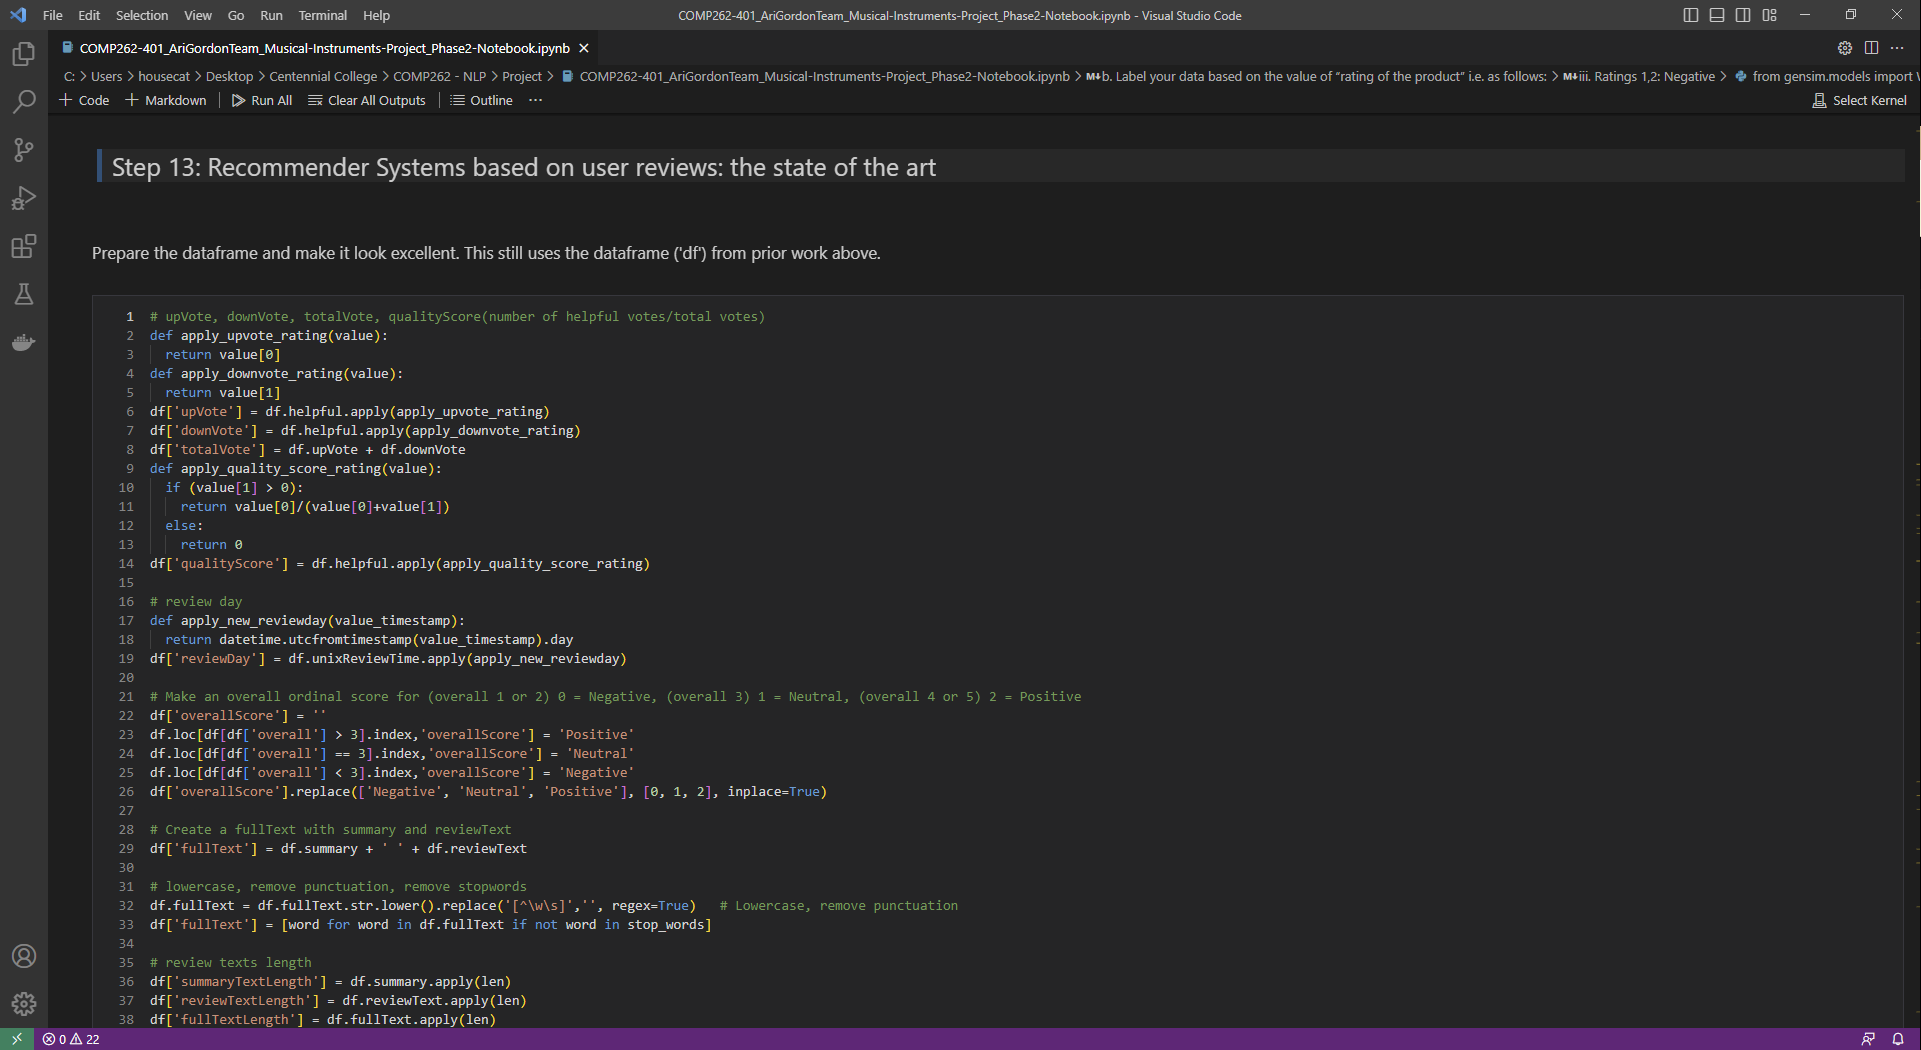 File Edit Selection View Go Run Terminal Help COMP262-401_AriGordonTeam_Musical-Instruments-Project_Phase2-Notebook.ipynb - Visual Studio Code
COMP262-401_AriGordonTeam_Musical-Instruments-Project_Phase2-Notebook.ipynb
C: > Users > housecat > Desktop > Centennial College > COMP262 - NLP > Project > COMP262-401_AriGordonTeam_Musical-Instruments-Project_Phase2-Notebook.ipynb > M↓b. Label your data based on the value of “rating of the product” i.e. as follows: > M↓iii. Ratings 1,2: Negative > from gensim.models import
+ Code + Markdown Run All Clear All Outputs Outline ··· Select Kernel
Step 13: Recommender Systems based on user reviews: the state of the art
Prepare the dataframe and make it look excellent. This still uses the dataframe ('df') from prior work above.
1 # upVote, downVote, totalVote, qualityScore(number of helpful votes/total votes)
2 def apply_upvote_rating(value):
3 return value[0]
4 def apply_downvote_rating(value):
5 return value[1]
6 df['upVote'] = df.helpful.apply(apply_upvote_rating)
7 df['downVote'] = df.helpful.apply(apply_downvote_rating)
8 df['totalVote'] = df.upVote + df.downVote
9 def apply_quality_score_rating(value):
10 if (value[1] > 0):
11 return value[0]/(value[0]+value[1])
12 else:
13 return 0
14 df['qualityScore'] = df.helpful.apply(apply_quality_score_rating)
15
16 # review day
17 def apply_new_reviewday(value_timestamp):
18 return datetime.utcfromtimestamp(value_timestamp).day
19 df['reviewDay'] = df.unixReviewTime.apply(apply_new_reviewday)
20
21 # Make an overall ordinal score for (overall 1 or 2) 0 = Negative, (overall 3) 1 = Neutral, (overall 4 or 5) 2 = Positive
22 df['overallScore'] = ''
23 df.loc[df[df['overall'] > 3].index,'overallScore'] = 'Positive'
24 df.loc[df[df['overall'] == 3].index,'overallScore'] = 'Neutral'
25 df.loc[df[df['overall'] < 3].index,'overallScore'] = 'Negative'
26 df['overallScore'].replace(['Negative', 'Neutral', 'Positive'], [0, 1, 2], inplace=True)
27
28 # Create a fullText with summary and reviewText
29 df['fullText'] = df.summary + ' ' + df.reviewText
30
31 # lowercase, remove punctuation, remove stopwords
32 df.fullText = df.fullText.str.lower().replace('[^\w\s]','', regex=True) # Lowercase, remove punctuation
33 df['fullText'] = [word for word in df.fullText if not word in stop_words]
34
35 # review texts length
36 df['summaryTextLength'] = df.summary.apply(len)
37 df['reviewTextLength'] = df.reviewText.apply(len)
38 df['fullTextLength'] = df.fullText.apply(len)
0 22